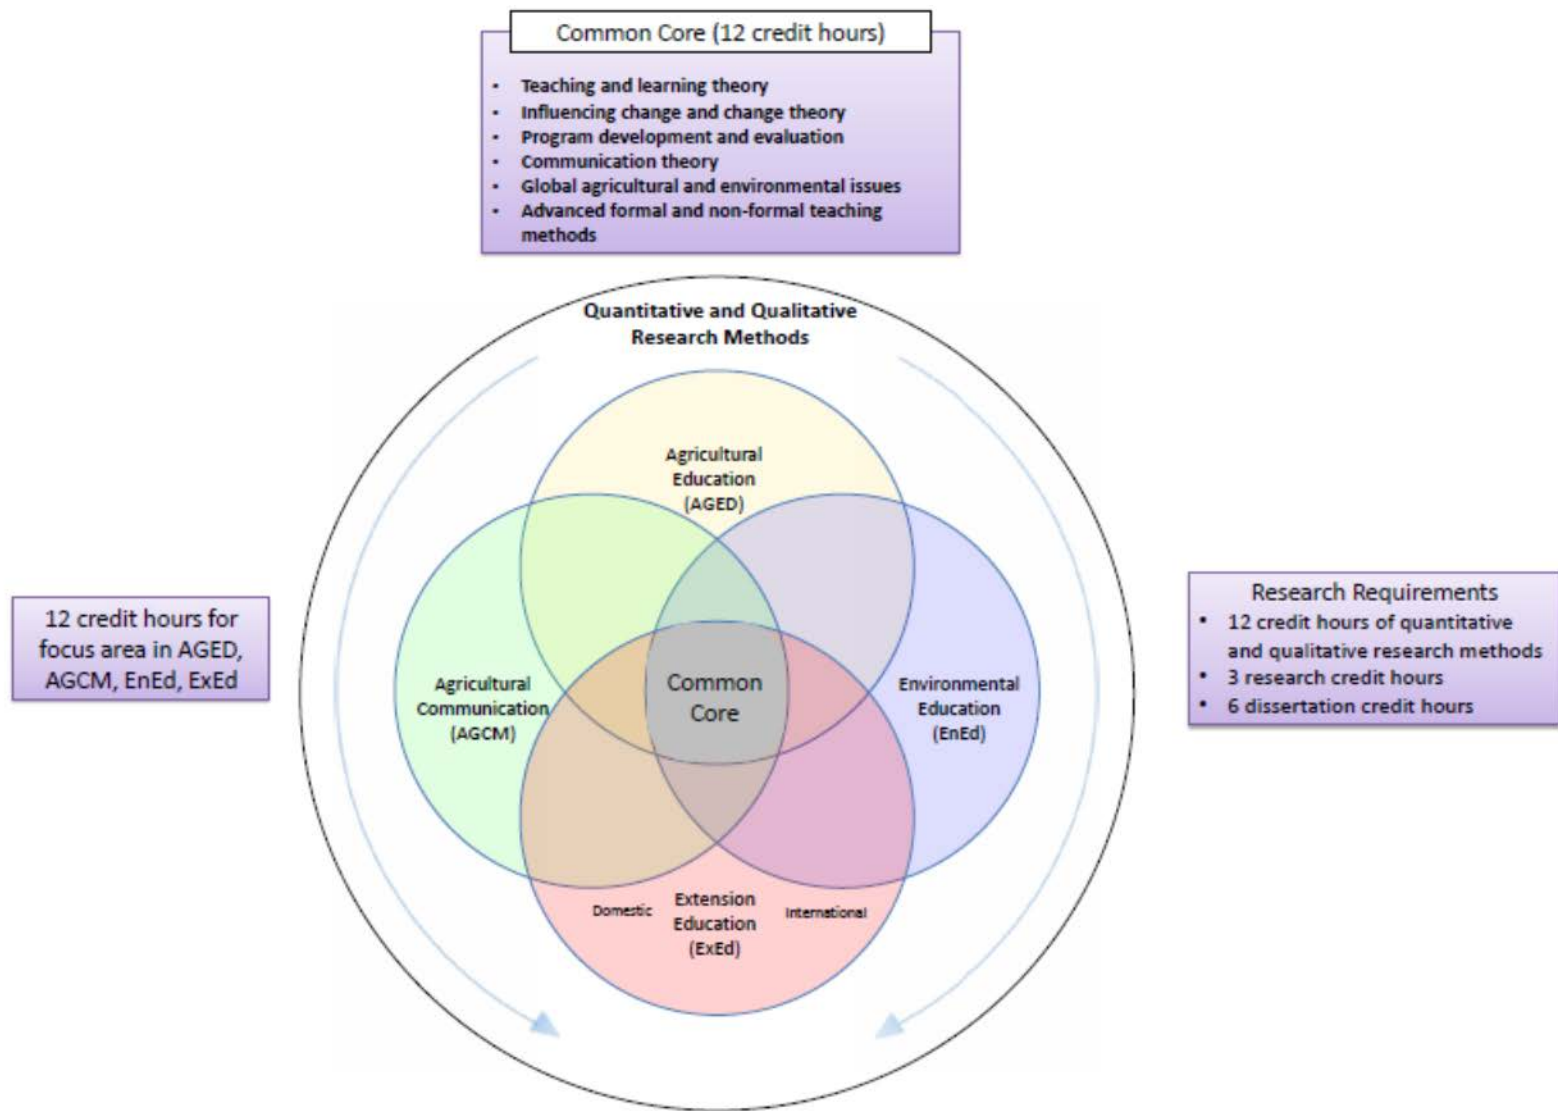 Common Core (12 credit hours)
• Teaching and learning theory
• Influencing change and change theory
• Program development and evaluation
• Communication theory
• Global agricultural and environmental issues
• Advanced formal and non-formal teaching
methods
Quantitative and Qualitative
Research Methods
Agricultural
Education
(AGED)
12 credit hours for
focus area in AGED,
AGCM, EnEd, ExEd
Agricultural
Communication
(AGCM)
Common
Core
Environmental
Education
(EnEd)
Research Requirements
• 12 credit hours of quantitative
and qualitative research methods
• 3 research credit hours
• 6 dissertation credit hours
Domestic
Extension
Education
(ExEd)
International